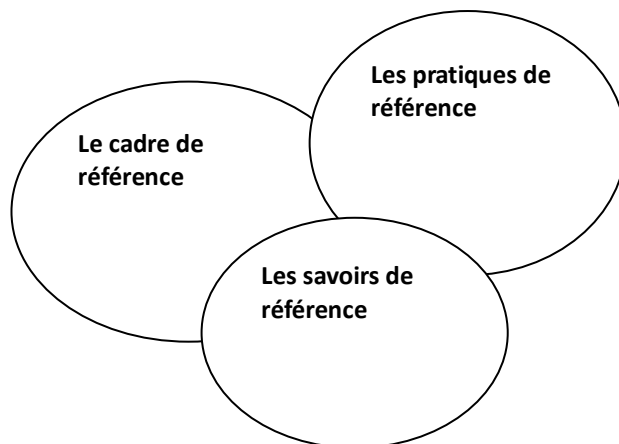 Les pratiques de
référence
Le cadre de
référence
Les savoirs de
référence